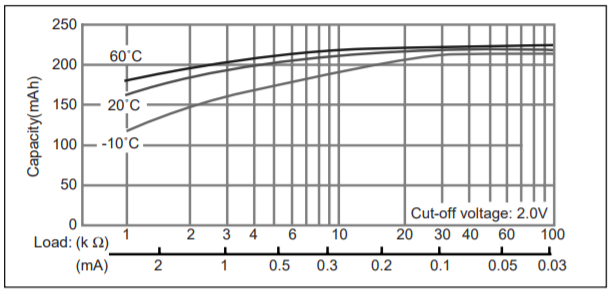 250
60°C
200
20°C
150
-10°C
100
50
0
Capacity(mAh)
Cut-off voltage: 2.0V
Load: (k Ω) 1 2 3 4 6 10 20 30 40 60 100
(mA) 2 1 0.5 0.3 0.2 0.1 0.05 0.03